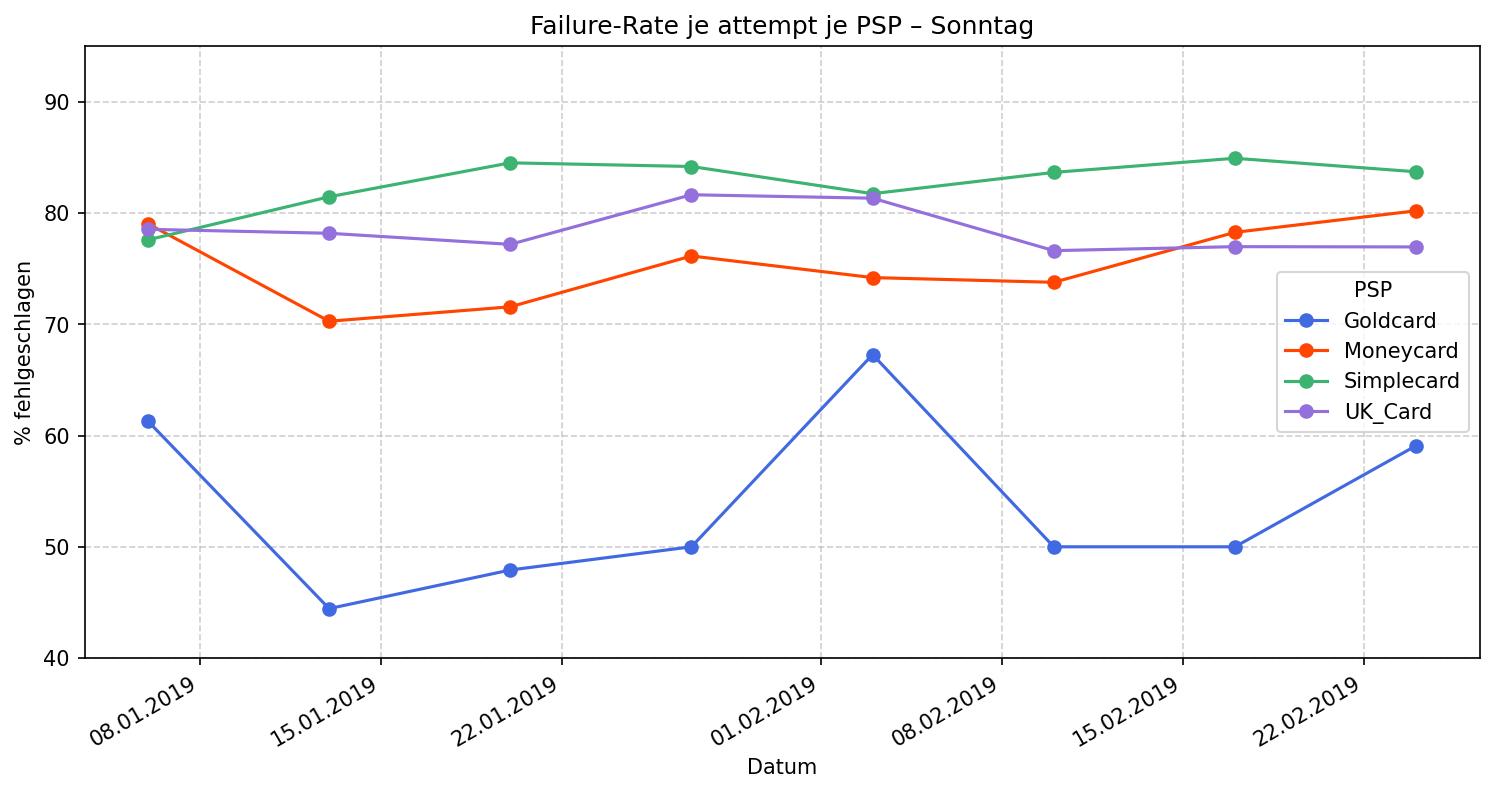 Failure-Rate je attempt je PSP – Sonntag
% fehlgeschlagen
90
80
70
60
50
40
PSP
Goldcard
Moneycard
Simplecard
UK_Card
08.01.2019
15.01.2019
22.01.2019
01.02.2019
08.02.2019
15.02.2019
22.02.2019
Datum